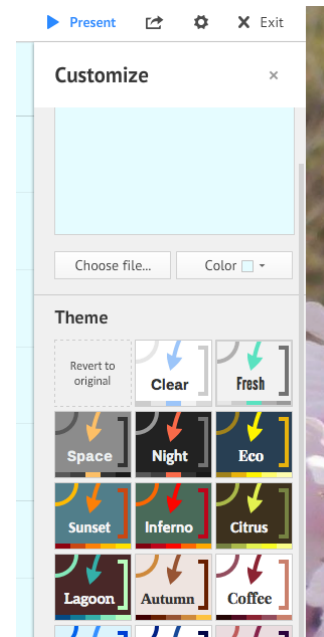 Present Exit
Customize ×
Choose file... Color
Theme
Revert to
original
Clear
Fresh
Space
Night
Eco
Sunset
Inferno
Citrus
Lagoon
Autumn
Coffee